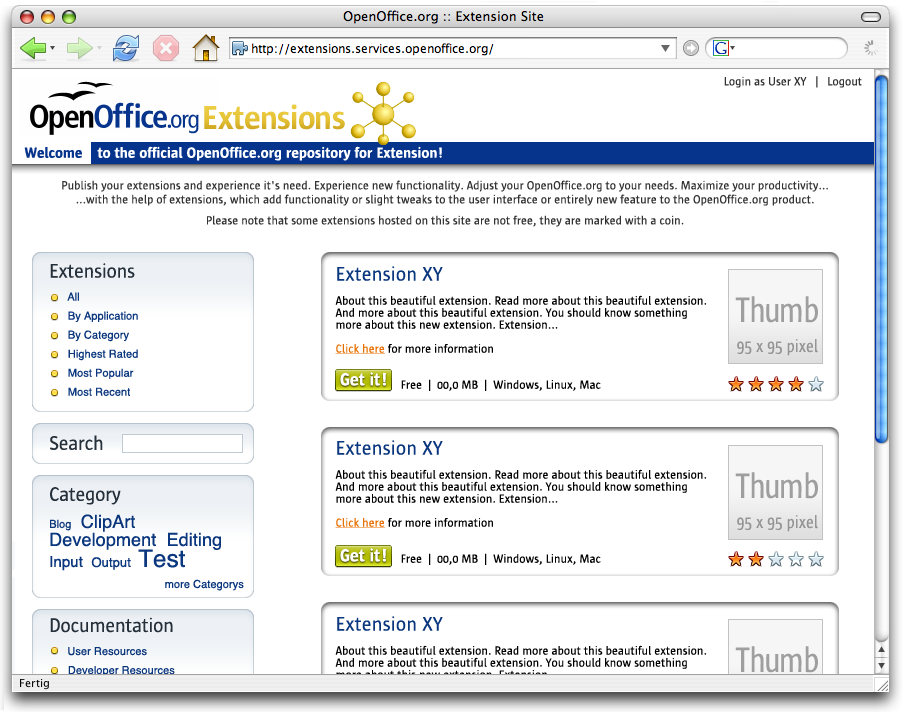 OpenOffice.org :: Extension Site
http://extensions.services.openoffice.org/
G
Login as User XY | Logout
OpenOffice.org Extensions
Welcome to the official OpenOffice.org repository for Extension!
Publish your extensions and experience it's need. Experience new functionality. Adjust your OpenOffice.org to your needs. Maximize your productivity...
...with the help of extensions, which add functionality or slight tweaks to the user interface or entirely new feature to the OpenOffice.org product.
Please note that some extensions hosted on this site are not free, they are marked with a coin.
Extensions
All
By Application
By Category
Highest Rated
Most Popular
Most Recent
Search
Category
Blog ClipArt
Development Editing
Input Output Test
more Categorys
Documentation
User Resources
Developer Resources
Extension XY
About this beautiful extension. Read more about this beautiful extension.
And more about this beautiful extension. You should know something
more about this new extension. Extension...
Click here for more information
Get it! Free | 00,0 MB | Windows, Linux, Mac
Thumb
95 x 95 pixel
Extension XY
About this beautiful extension. Read more about this beautiful extension.
And more about this beautiful extension. You should know something
more about this new extension. Extension...
Click here for more information
Get it! Free | 00,0 MB | Windows, Linux, Mac
Thumb
95 x 95 pixel
Extension XY
About this beautiful extension. Read more about this beautiful extension.
And more about this beautiful extension. You should know something
more about this new extension. Extension...
Thumb
Fertig